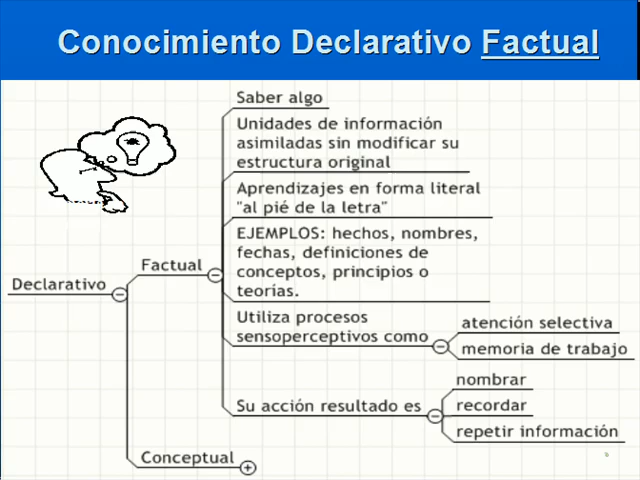 Conocimiento Declarativo Factual
Saber algo
Unidades de información
asimiladas sin modificar su
estructura original
Aprendizajes en forma literal
"al pié de la letra"
EJEMPLOS: hechos, nombres,
fechas, definiciones de
conceptos, principios o
teorías.
Factual
Declarativo
Utiliza procesos
sensoperceptivos como
atención selectiva
memoria de trabajo
Su acción resultado es
nombrar
recordar
repetir información
Conceptual